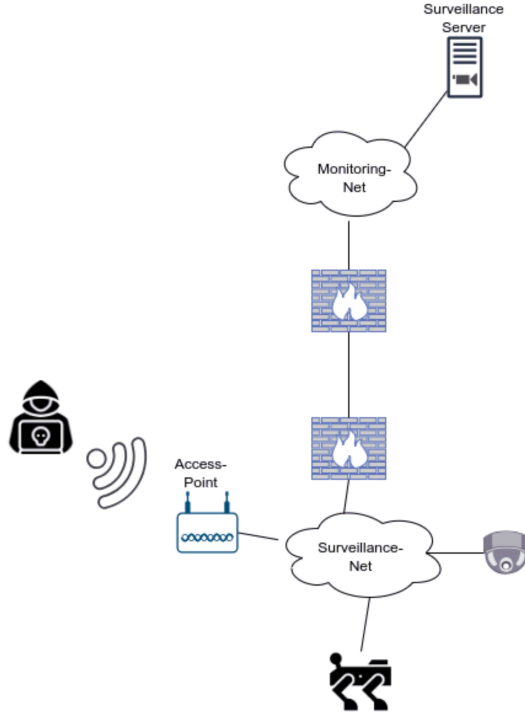 Surveillance
Server
Monitoring-
Net
Access-
Point
Surveillance-
Net